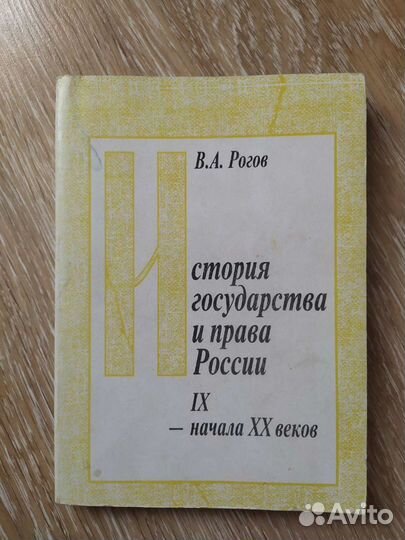 В.А. Рогов
История
государства
и права
России
IX
— начала XX веков
Avito